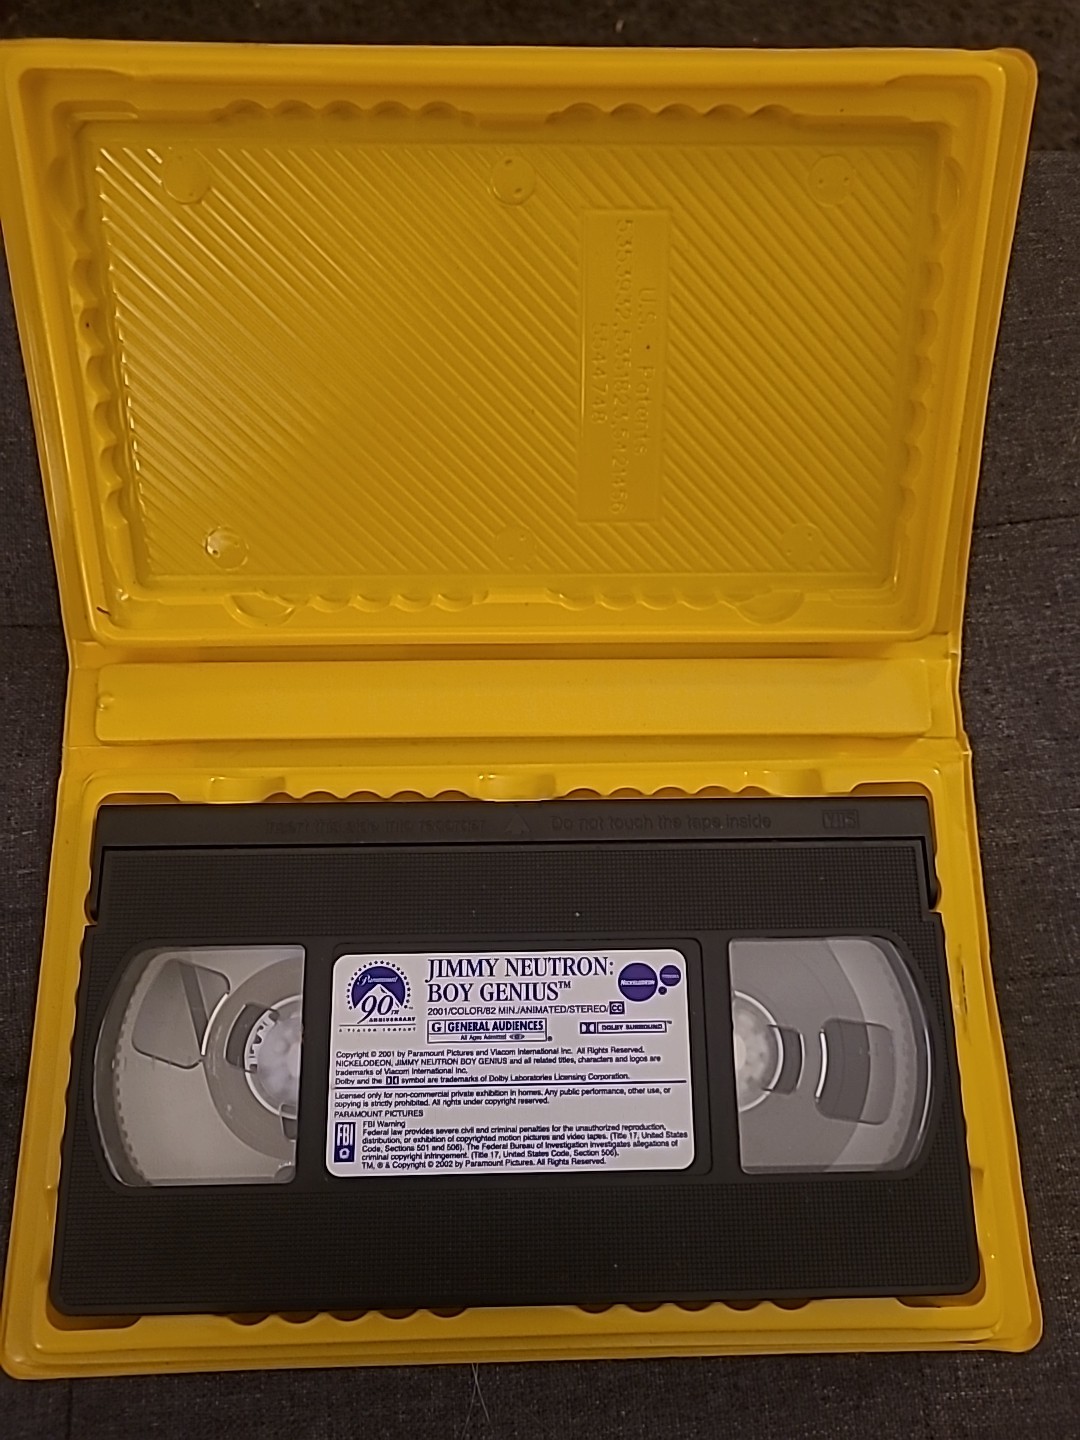 U.S. Patents
5353932,5351823,5421456
5544748
Insert this side into recorder
Do not touch the tape inside
VHS
Paramount
90TH
ANNIVERSARY
A VIACOM COMPANY
JIMMY NEUTRON:
BOY GENIUS™
NICKELODEON
2001/COLOR/82 MIN./ANIMATED/STEREO/CC
G GENERAL AUDIENCES
All Ages Admitted ®
DOLBY SURROUND™
Copyright © 2001 by Paramount Pictures and Viacom International Inc. All Rights Reserved.
NICKELODEON, JIMMY NEUTRON BOY GENIUS and all related titles, characters and logos are
trademarks of Viacom International Inc.
Dolby and the symbol are trademarks of Dolby Laboratories Licensing Corporation.
Licensed only for non-commercial private exhibition in homes. Any public performance, other use, or
copying is strictly prohibited. All rights under copyright reserved.
PARAMOUNT PICTURES
FBI
FBI Warning
Federal law provides severe civil and criminal penalties for the unauthorized reproduction,
distribution, or exhibition of copyrighted motion pictures and video tapes. (Title 17, United States
Code, Sections 501 and 506). The Federal Bureau of Investigation investigates allegations of
criminal copyright infringement. (Title 17, United States Code, Section 506).
TM, ® & Copyright © 2002 by Paramount Pictures. All Rights Reserved.